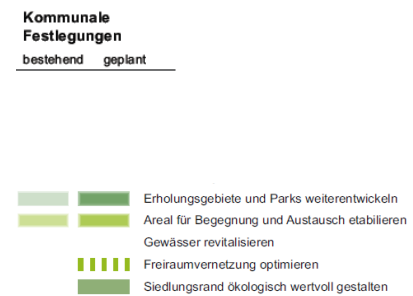 Kommunale
Festlegungen
bestehend geplant
Erholungsgebiete und Parks weiterentwickeln
Areal für Begegnung und Austausch etablieren
Gewässer revitalisieren
Freiraumvernetzung optimieren
Siedlungsrand ökologisch wertvoll gestalten